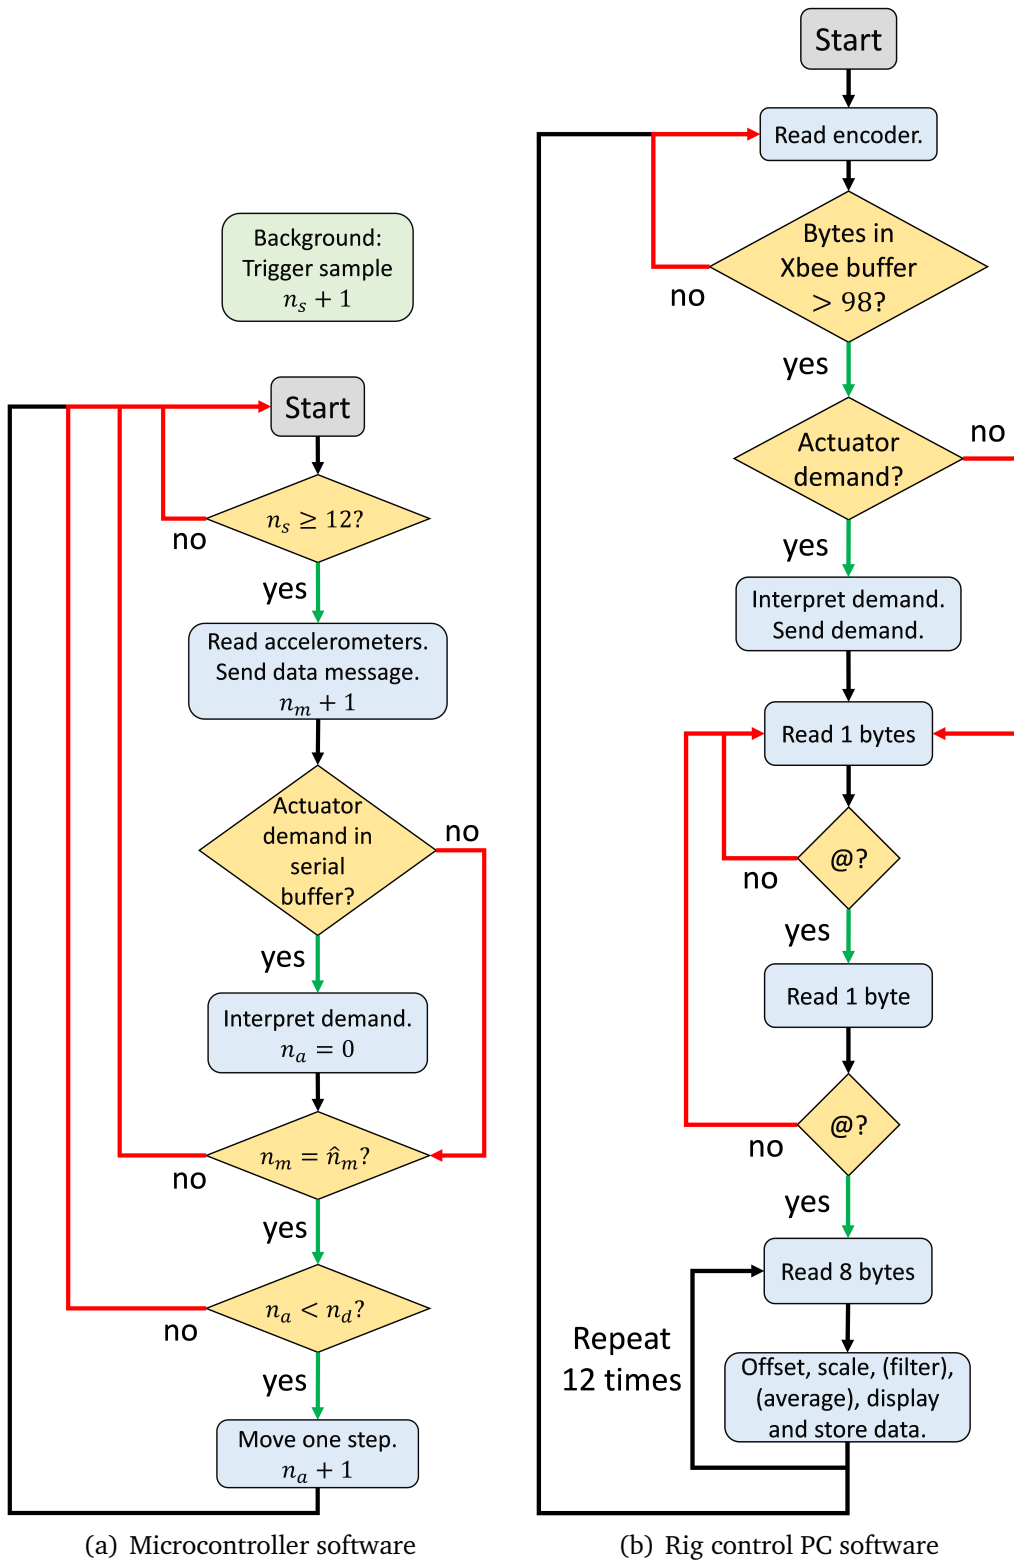 Background:
Trigger sample
n_s + 1
Start
n_s ≥ 12?
no
yes
Read accelerometers.
Send data message.
n_m + 1
Actuator
demand in
serial
buffer?
no
yes
Interpret demand.
n_a = 0
n_m = n̂_m?
no
yes
n_a < n_d?
no
yes
Move one step.
n_a + 1
(a) Microcontroller software
Start
Read encoder.
Bytes in
Xbee buffer
> 98?
no
yes
Actuator
demand?
no
yes
Interpret demand.
Send demand.
Read 1 bytes
@?
no
yes
Read 1 byte
@?
no
yes
Read 8 bytes
Repeat
12 times
Offset, scale, (filter),
(average), display
and store data.
(b) Rig control PC software